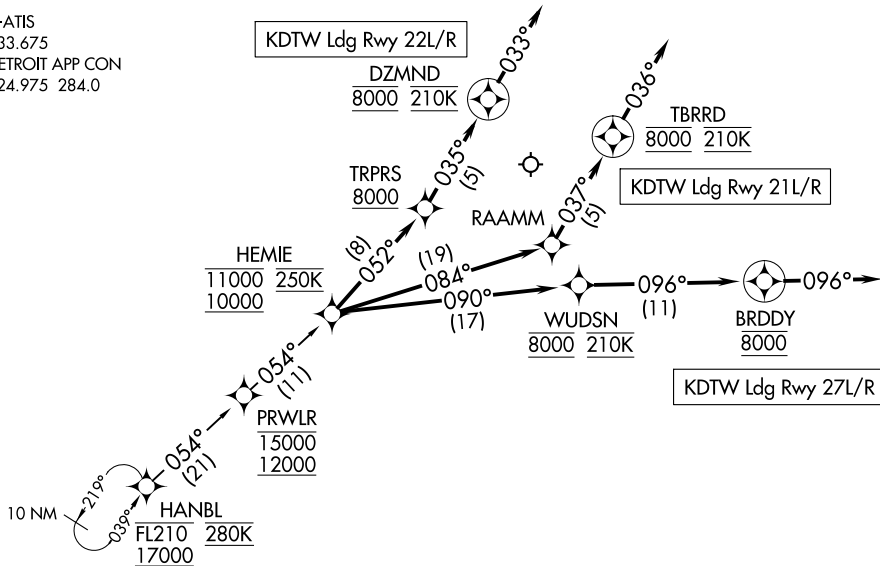 -ATIS
33.675
ETROIT APP CON
24.975 284.0
KDTW Ldg Rwy 22L/R
033°
DZMND
8000 210K
036°
TBRRD
8000 210K
KDTW Ldg Rwy 21L/R
TRPRS
8000
035°
(5)
RAAMM
037°
(5)
HEMIE
11000 250K
10000
(8)
052°
(19)
084°
090°
(17)
WUDSN
8000 210K
096°
(11)
BRDDY
8000
096°
KDTW Ldg Rwy 27L/R
054°
(11)
PRWLR
15000
12000
054°
(21)
10 NM
219°
039°
HANBL
FL210 280K
17000